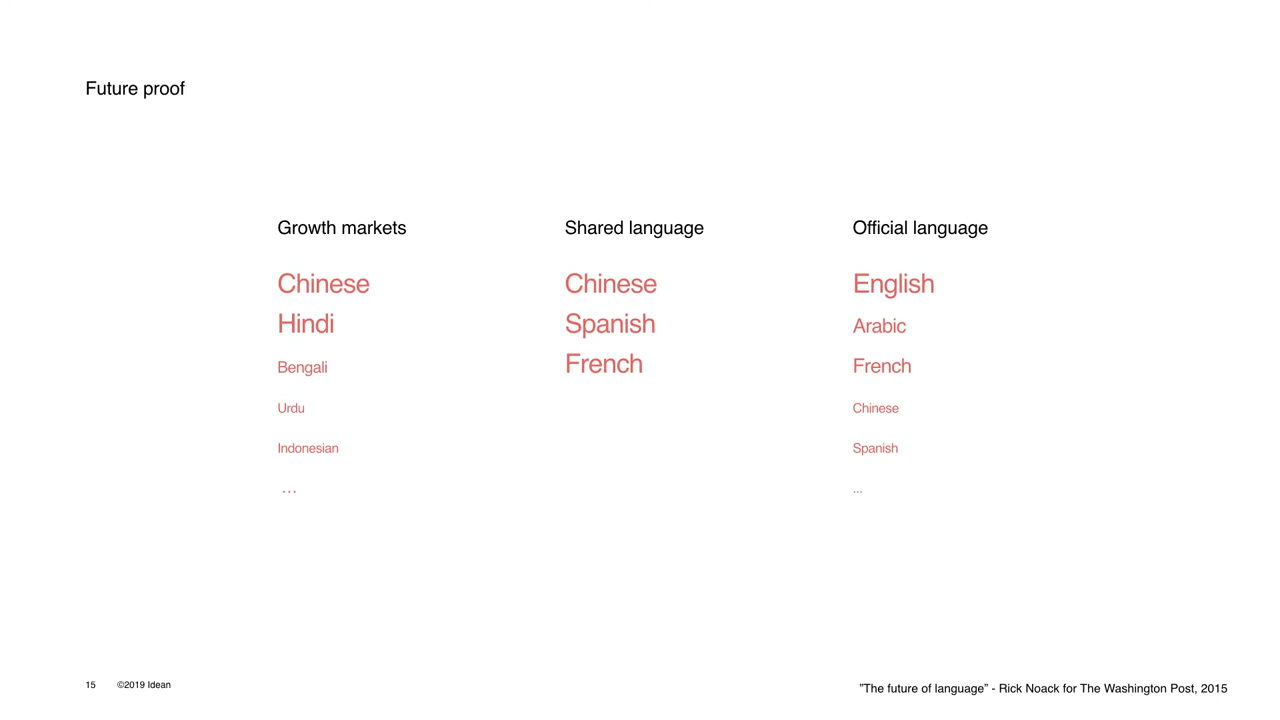 Future proof
Growth markets
Chinese
Hindi
Bengali
Urdu
Indonesian
...
Shared language
Chinese
Spanish
French
Official language
English
Arabic
French
Chinese
Spanish
...
15 ©2019 Idean
”The future of language” - Rick Noack for The Washington Post, 2015